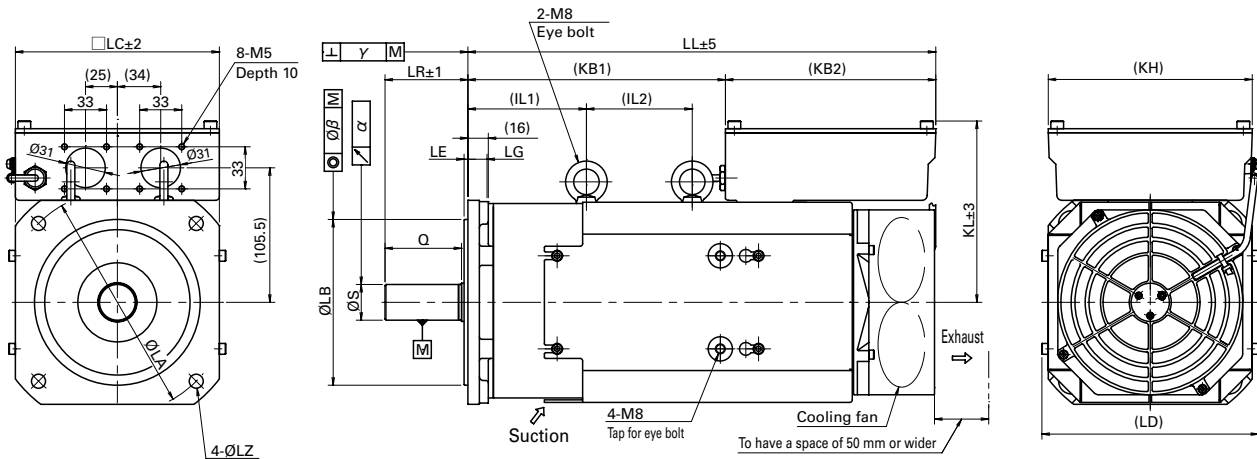 □LC±2
8-M5
Depth 10
(25)
(34)
33
33
Ø31
Ø31
33
(105.5)
ØLA
4-ØLZ
⊥ γ M
LR±1
◎ Øβ M
↗ α
LE
LG
(16)
Q
ØLB
ØS
M
2-M8
Eye bolt
LL±5
(KB1)
(KB2)
(IL1)
(IL2)
KL±3
Exhaust
Suction
4-M8
Tap for eye bolt
Cooling fan
To have a space of 50 mm or wider
(KH)
(LD)